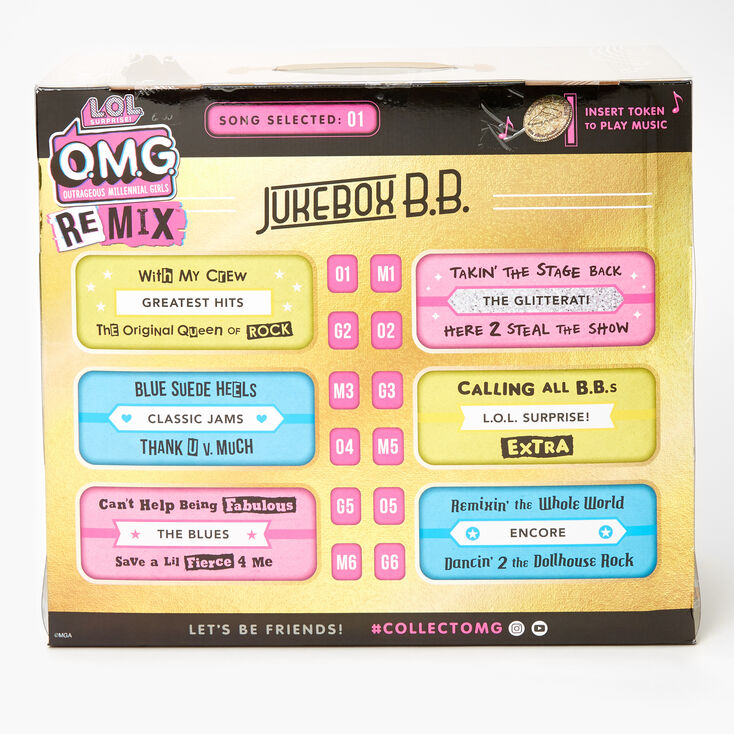 L.O.L.
SURPRISE!
O.M.G.
OUTRAGEOUS MILLENNIAL GIRLS
REMIX
SONG SELECTED: 01
INSERT TOKEN
TO PLAY MUSIC
JUKEBOX B.B.
With My Crew
GREATEST HITS
The Original Queen of ROCK
01 M1
G2 02
TAKIN' THE STAGE BACK
THE GLITTERATI
HERE 2 STEAL THE SHOW
BLUE SUEDE HEELS
CLASSIC JAMS
THANK U V. MUCH
M3 G3
04 M5
CALLING ALL B.B.s
L.O.L. SURPRISE!
EXTRA
Can't Help Being Fabulous
THE BLUES
Save a Lil Fierce 4 Me
G5 05
M6 G6
Remixin' the Whole World
ENCORE
Dancin' 2 the Dollhouse Rock
©MGA
LET'S BE FRIENDS! #COLLECTOMG